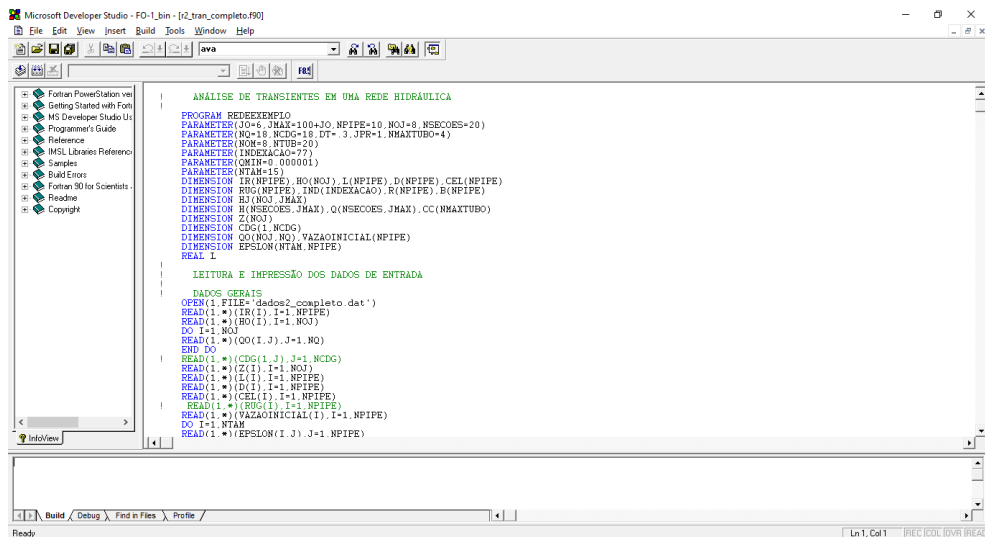 Microsoft Developer Studio - FO-1_bin - [r2_tran_completo.f90]
File Edit View Insert Build Tools Window Help
ava
Fortran PowerStation ver
Getting Started with Fortr
MS Developer Studio Us
Programmer's Guide
Reference
IMSL Libraries Reference
Samples
Build Errors
Fortran 90 for Scientists .
Readme
Copyright
InfoView
!     ANÁLISE DE TRANSIENTES EM UMA REDE HIDRÁULICA
!
PROGRAM REDEEXEMPLO
PARAMETER(JO=6,JMAX=100+JO,NPIPE=10,NOJ=8,NSECOES=20)
PARAMETER(NQ=18,NCDG=18,DT=.3,JPR=1,NMAXTUBO=4)
PARAMETER(NOM=8,NTUB=20)
PARAMETER(INDEXACAO=77)
PARAMETER(QMIN=0.000001)
PARAMETER(NTAM=15)
DIMENSION IR(NPIPE),HO(NOJ),L(NPIPE),D(NPIPE),CEL(NPIPE)
DIMENSION RUG(NPIPE),IND(INDEXACAO),R(NPIPE),B(NPIPE)
DIMENSION HJ(NOJ,JMAX)
DIMENSION H(NSECOES,JMAX),Q(NSECOES,JMAX),CC(NMAXTUBO)
DIMENSION Z(NOJ)
DIMENSION CDG(1,NCDG)
DIMENSION QO(NOJ,NQ),VAZAOINICIAL(NPIPE)
DIMENSION EPSLON(NTAM,NPIPE)
REAL L
!
!     LEITURA E IMPRESSÃO DOS DADOS DE ENTRADA
!
!     DADOS GERAIS
OPEN(1,FILE='dados2_completo.dat')
READ(1,*)(IR(I),I=1,NPIPE)
READ(1,*)(HO(I),I=1,NOJ)
DO I=1,NOJ
READ(1,*)(QO(I,J),J=1,NQ)
END DO
!   READ(1,*)(CDG(1,J),J=1,NCDG)
READ(1,*)(Z(I),I=1,NOJ)
READ(1,*)(L(I),I=1,NPIPE)
READ(1,*)(D(I),I=1,NPIPE)
READ(1,*)(CEL(I),I=1,NPIPE)
!    READ(1,*)(RUG(I),I=1,NPIPE)
READ(1,*)(VAZAOINICIAL(I),I=1,NPIPE)
DO I=1,NTAM
READ(1,*)(EPSLON(I,J),J=1,NPIPE)
Build Debug Find in Files Profile
Ready
Ln 1, Col 1 REC COL OVR READ